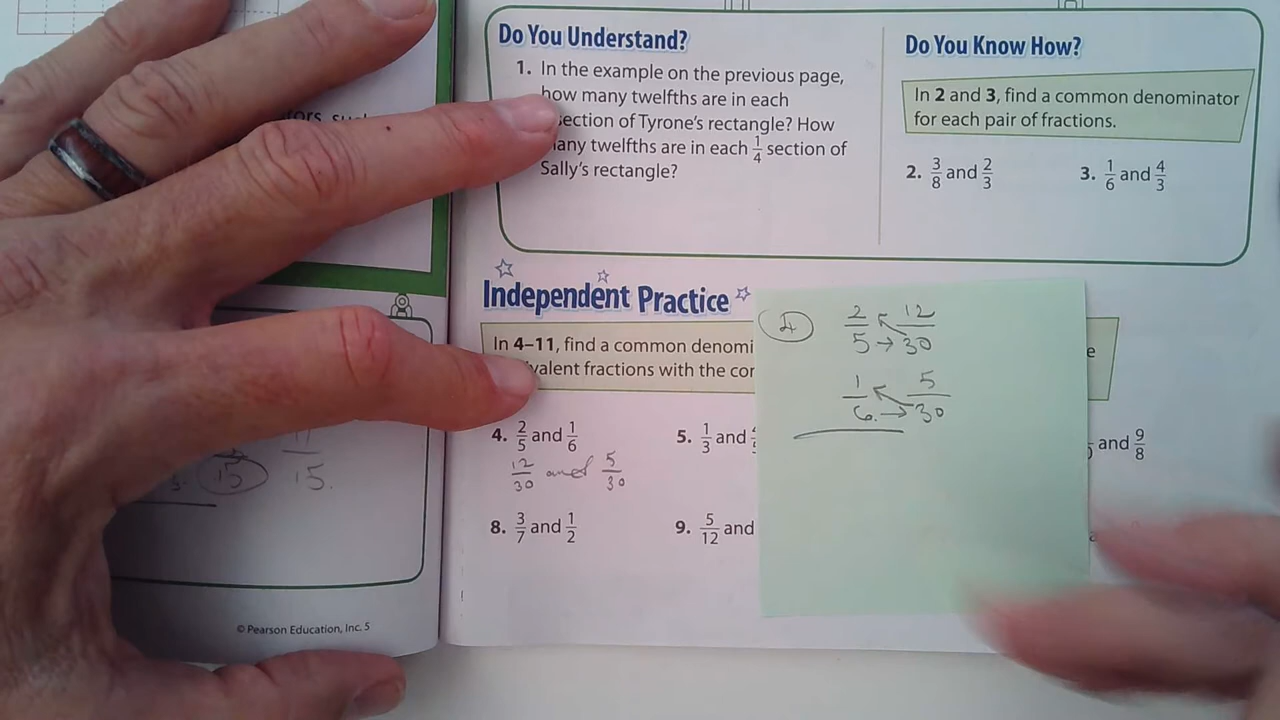 Do You Understand?
1. In the example on the previous page,
how many twelfths are in each
section of Tyrone's rectangle? How
many twelfths are in each 1/4 section of
Sally's rectangle?
Do You Know How?
In 2 and 3, find a common denominator
for each pair of fractions.
2. 3/8 and 2/3
3. 1/6 and 4/3
Independent Practice
In 4–11, find a common denomi
valent fractions with the cor
4. 2/5 and 1/6
12/30 and 5/30
5. 1/3 and
and 9/8
8. 3/7 and 1/2
9. 5/12 and
4
2/5 → 12/30
1/6 → 5/30
15 15.
© Pearson Education, Inc. 5